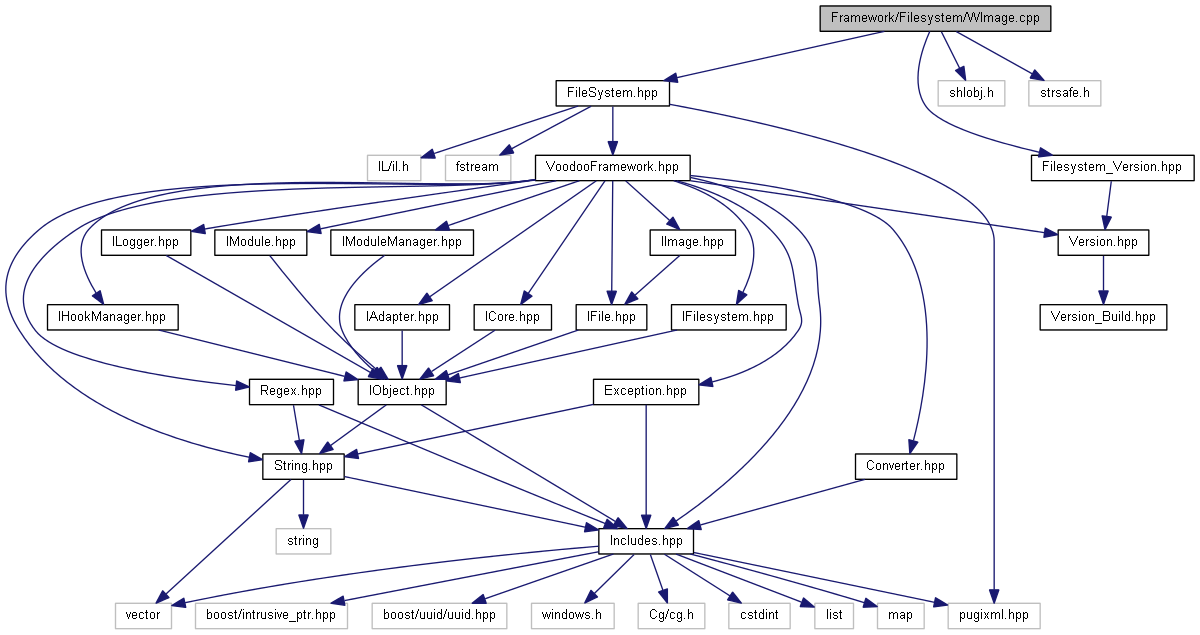 Framework/Filesystem/WImage.cpp
FileSystem.hpp
shlobj.h
strsafe.h
IL/il.h
fstream
VoodooFramework.hpp
Filesystem_Version.hpp
ILogger.hpp
IModule.hpp
IModuleManager.hpp
IImage.hpp
Version.hpp
IHookManager.hpp
IAdapter.hpp
ICore.hpp
IFile.hpp
IFilesystem.hpp
Version_Build.hpp
Regex.hpp
IObject.hpp
Exception.hpp
String.hpp
Converter.hpp
string
Includes.hpp
vector
boost/intrusive_ptr.hpp
boost/uuid/uuid.hpp
windows.h
Cg/cg.h
cstdint
list
map
pugixml.hpp